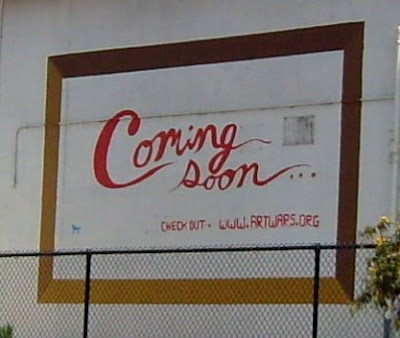 Coming
soon...
CHECK OUT- WWW.ARTWARS.ORG